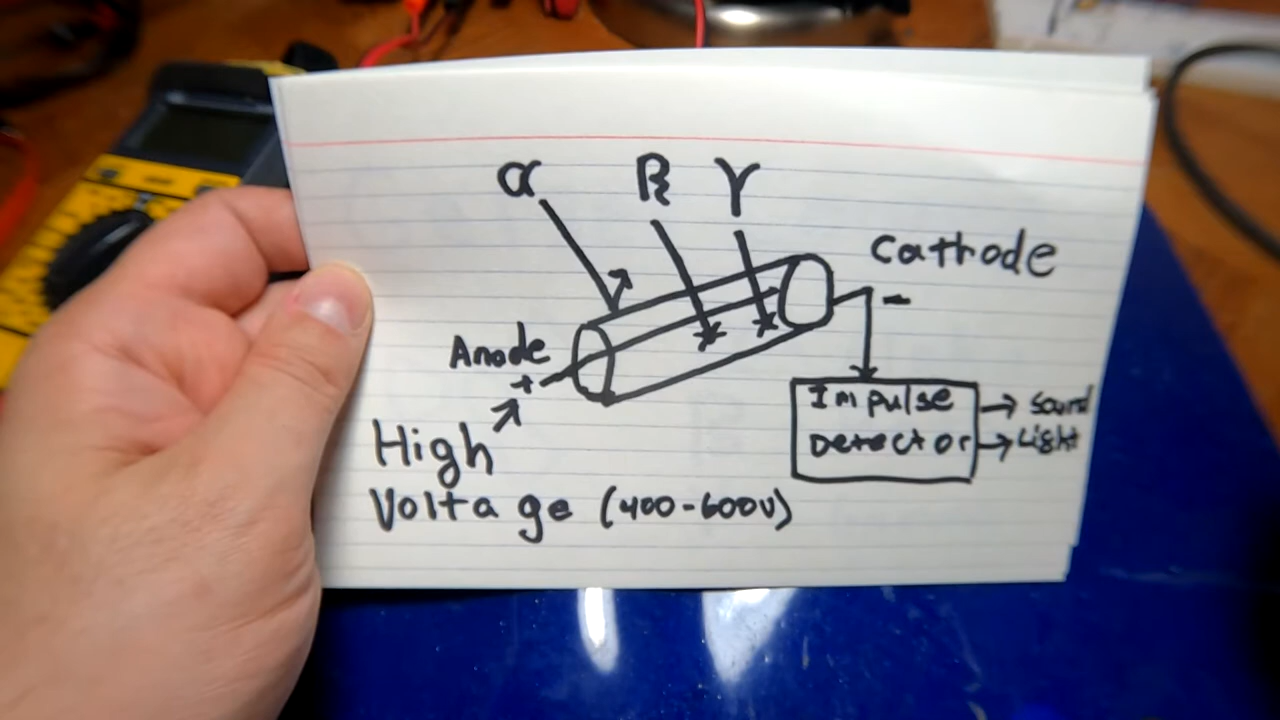 α β γ
Cathode
-
Anode
+
Impulse → Sound
Detector → Light
High
Voltage (400-600V)